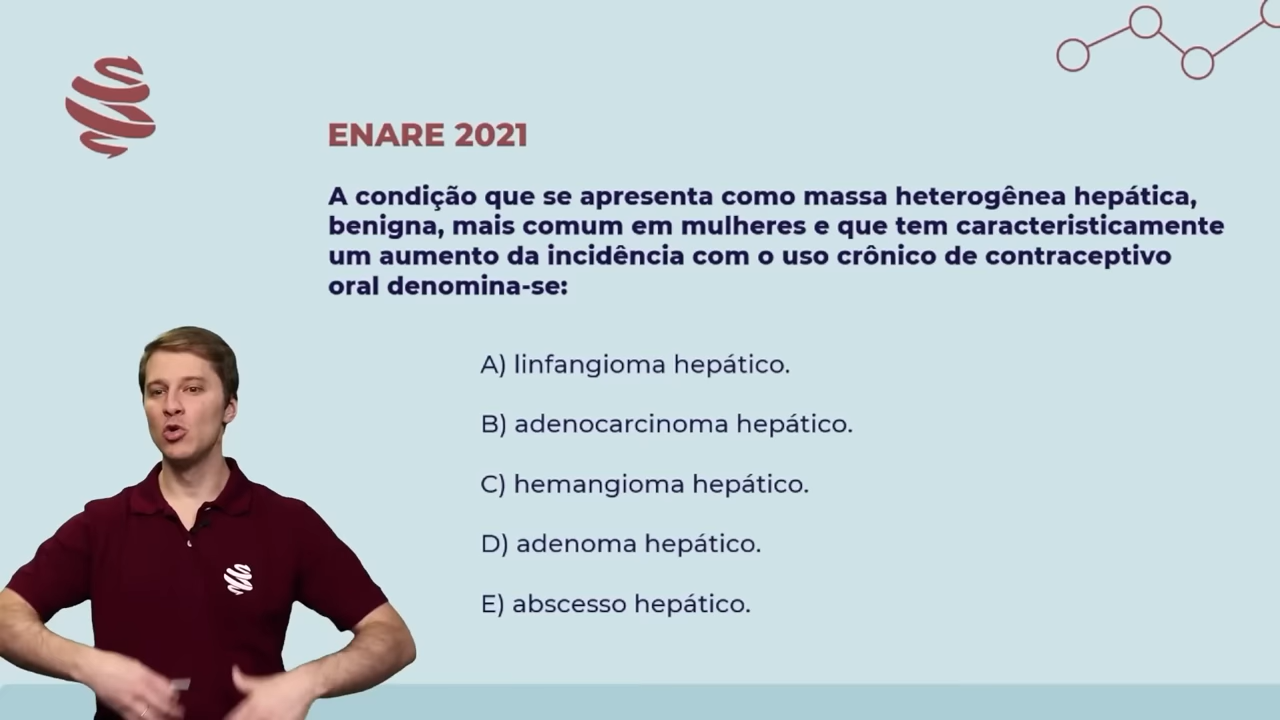 ENARE 2021
A condição que se apresenta como massa heterogênea hepática,
benigna, mais comum em mulheres e que tem caracteristicamente
um aumento da incidência com o uso crônico de contraceptivo
oral denomina-se:
A) linfangioma hepático.
B) adenocarcinoma hepático.
C) hemangioma hepático.
D) adenoma hepático.
E) abscesso hepático.